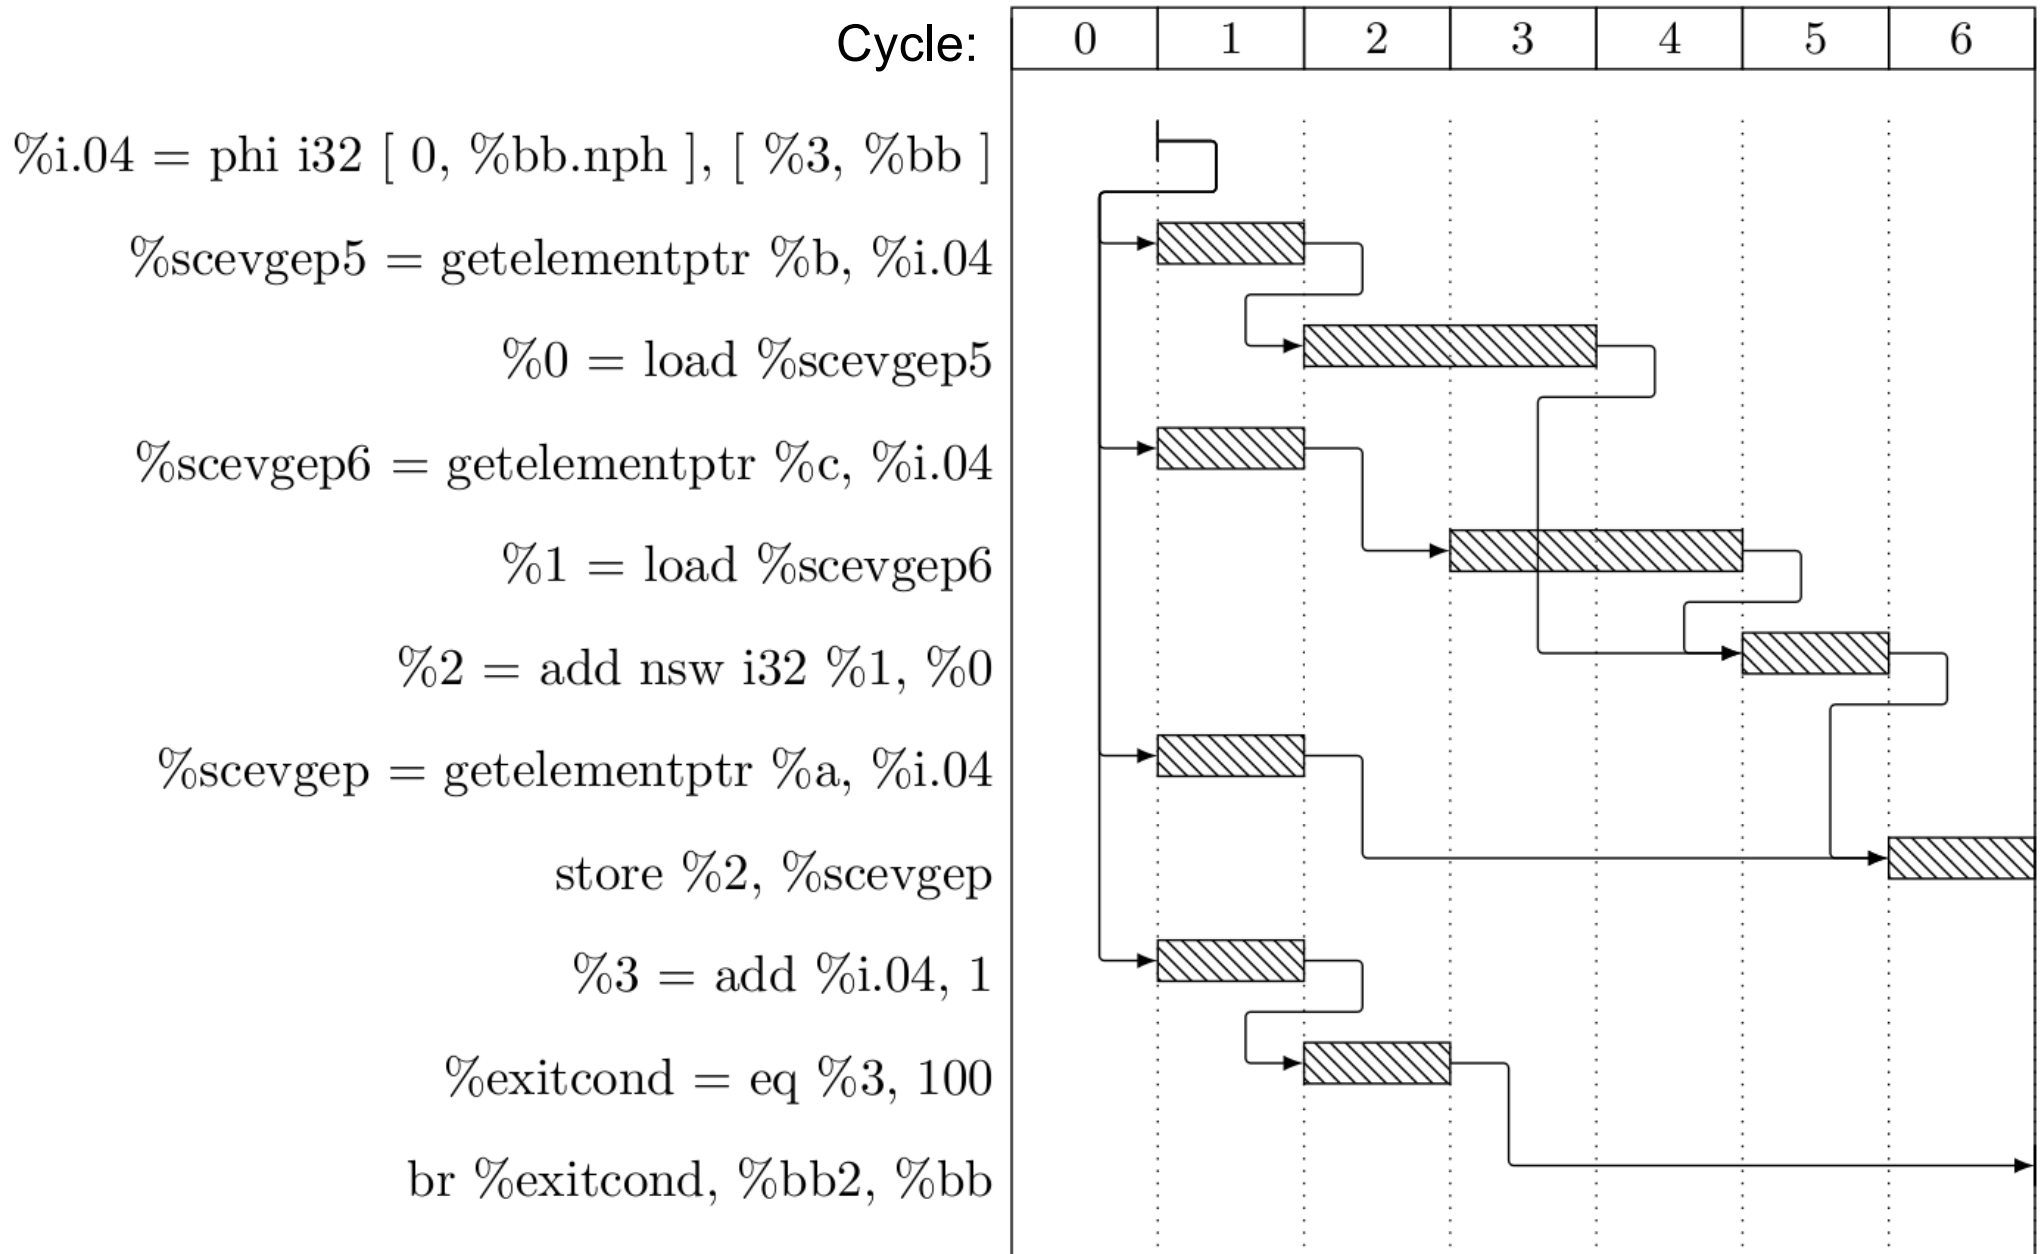 Cycle: 0 1 2 3 4 5 6
%i.04 = phi i32 [ 0, %bb.nph ], [ %3, %bb ]
%scevgep5 = getelementptr %b, %i.04
%0 = load %scevgep5
%scevgep6 = getelementptr %c, %i.04
%1 = load %scevgep6
%2 = add nsw i32 %1, %0
%scevgep = getelementptr %a, %i.04
store %2, %scevgep
%3 = add %i.04, 1
%exitcond = eq %3, 100
br %exitcond, %bb2, %bb